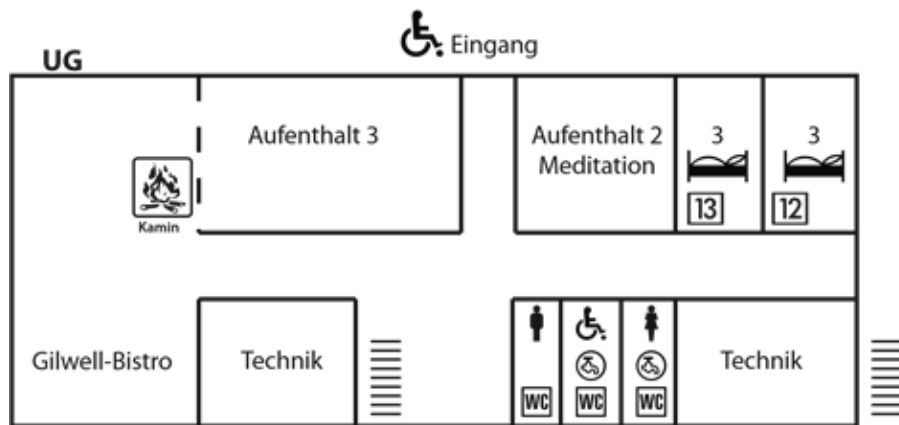 Eingang
UG
Aufenthalt 3
Aufenthalt 2
Meditation
3
3
Kamin
13
12
Gilwell-Bistro
Technik
Technik
WC
WC
WC